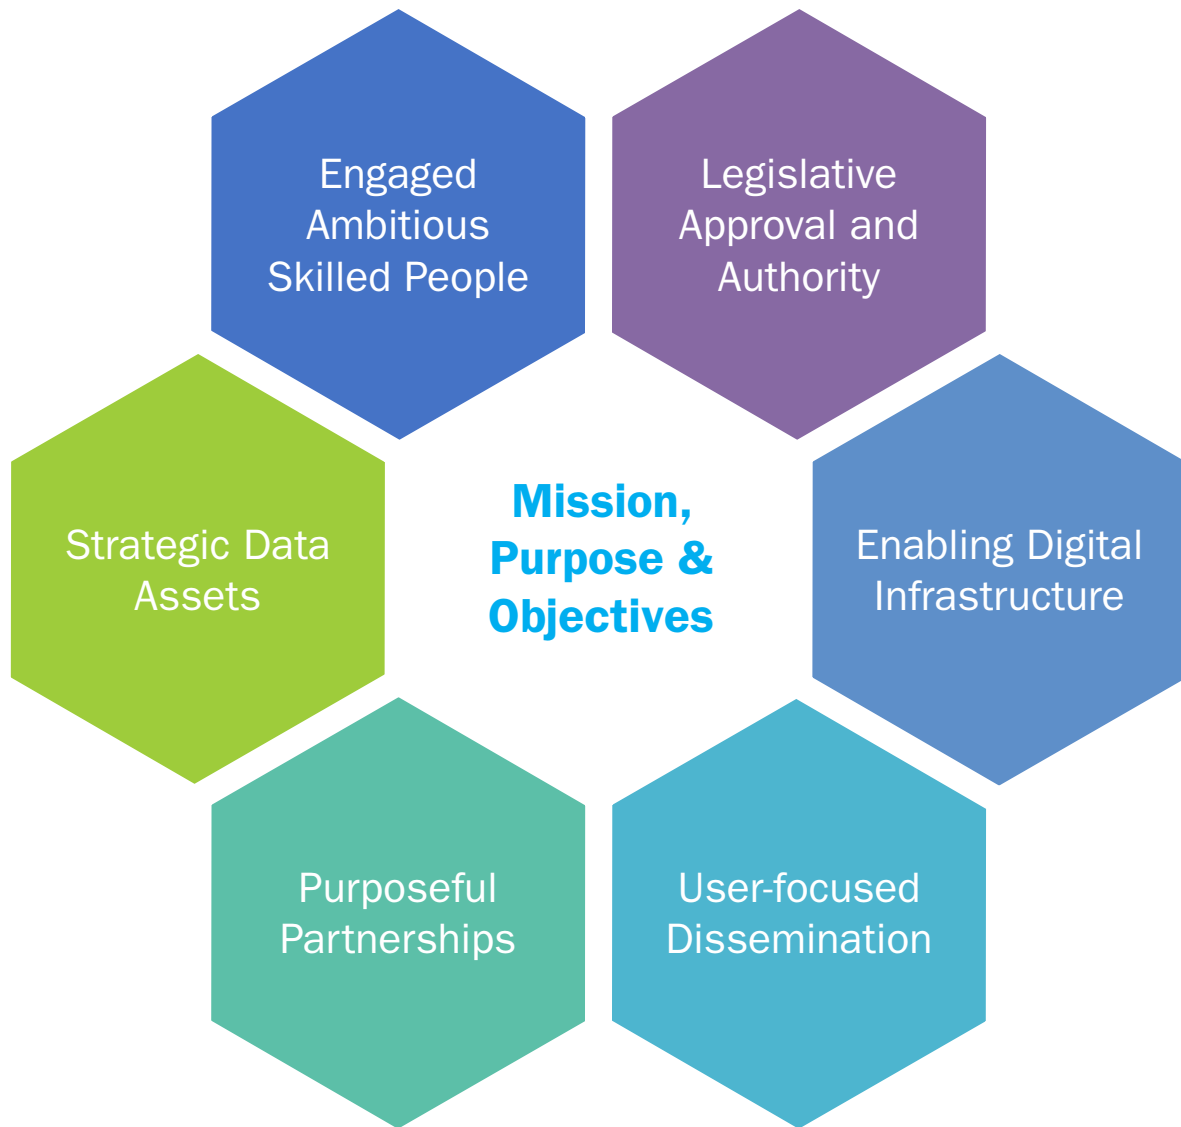 Engaged
Ambitious
Skilled People
Legislative
Approval and
Authority
Strategic Data
Assets
Mission,
Purpose &
Objectives
Enabling Digital
Infrastructure
Purposeful
Partnerships
User-focused
Dissemination